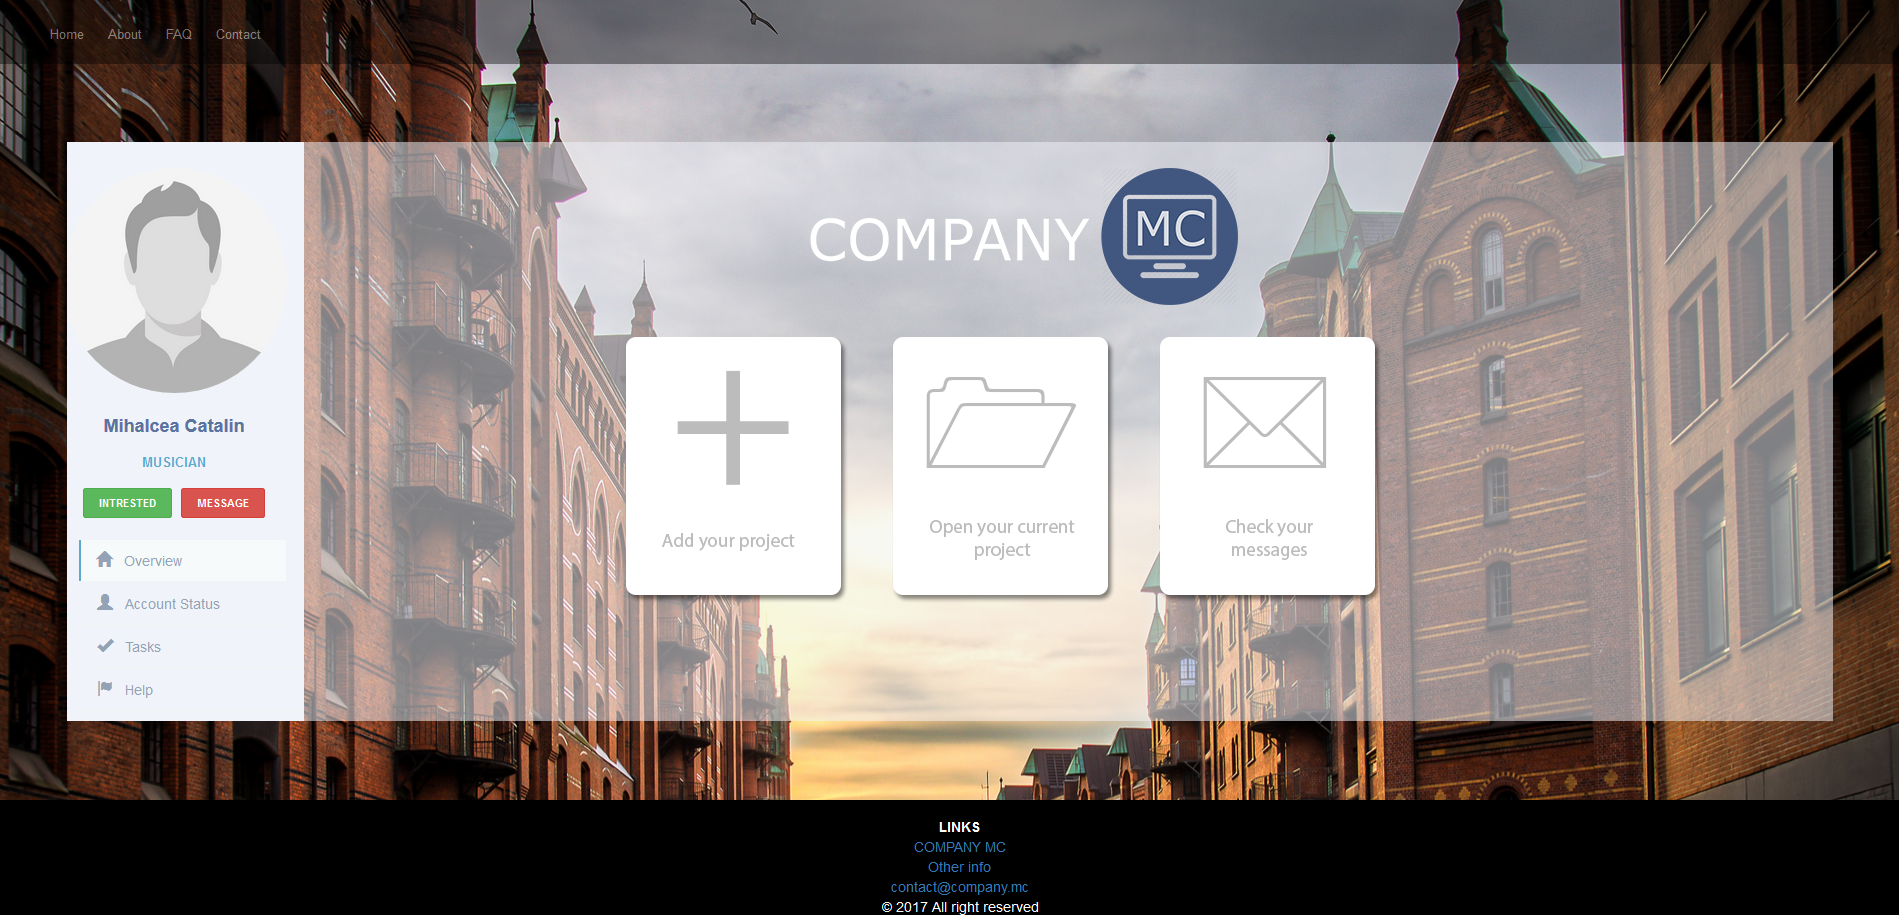 Home About FAQ Contact
COMPANY MC
Mihalcea Catalin
MUSICIAN
INTRESTED MESSAGE
Overview
Account Status
Tasks
Help
Add your project
Open your current
project
Check your
messages
LINKS
COMPANY MC
Other info
contact@company.mc
© 2017 All right reserved